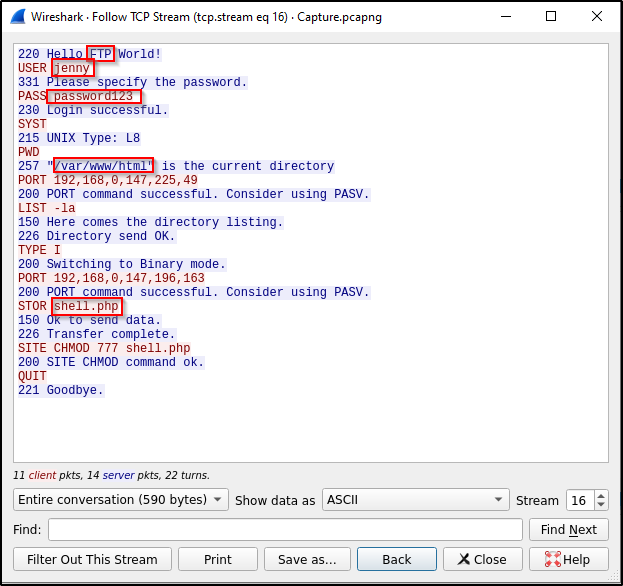 Wireshark · Follow TCP Stream (tcp.stream eq 16) · Capture.pcapng
220 Hello FTP World!
USER jenny
331 Please specify the password.
PASS password123
230 Login successful.
SYST
215 UNIX Type: L8
PWD
257 "/var/www/html" is the current directory
PORT 192,168,0,147,225,49
200 PORT command successful. Consider using PASV.
LIST -la
150 Here comes the directory listing.
226 Directory send OK.
TYPE I
200 Switching to Binary mode.
PORT 192,168,0,147,196,163
200 PORT command successful. Consider using PASV.
STOR shell.php
150 Ok to send data.
226 Transfer complete.
SITE CHMOD 777 shell.php
200 SITE CHMOD command ok.
QUIT
221 Goodbye.
11 client pkts, 14 server pkts, 22 turns.
Entire conversation (590 bytes) Show data as ASCII Stream 16
Find: Find Next
Filter Out This Stream Print Save as... Back Close Help